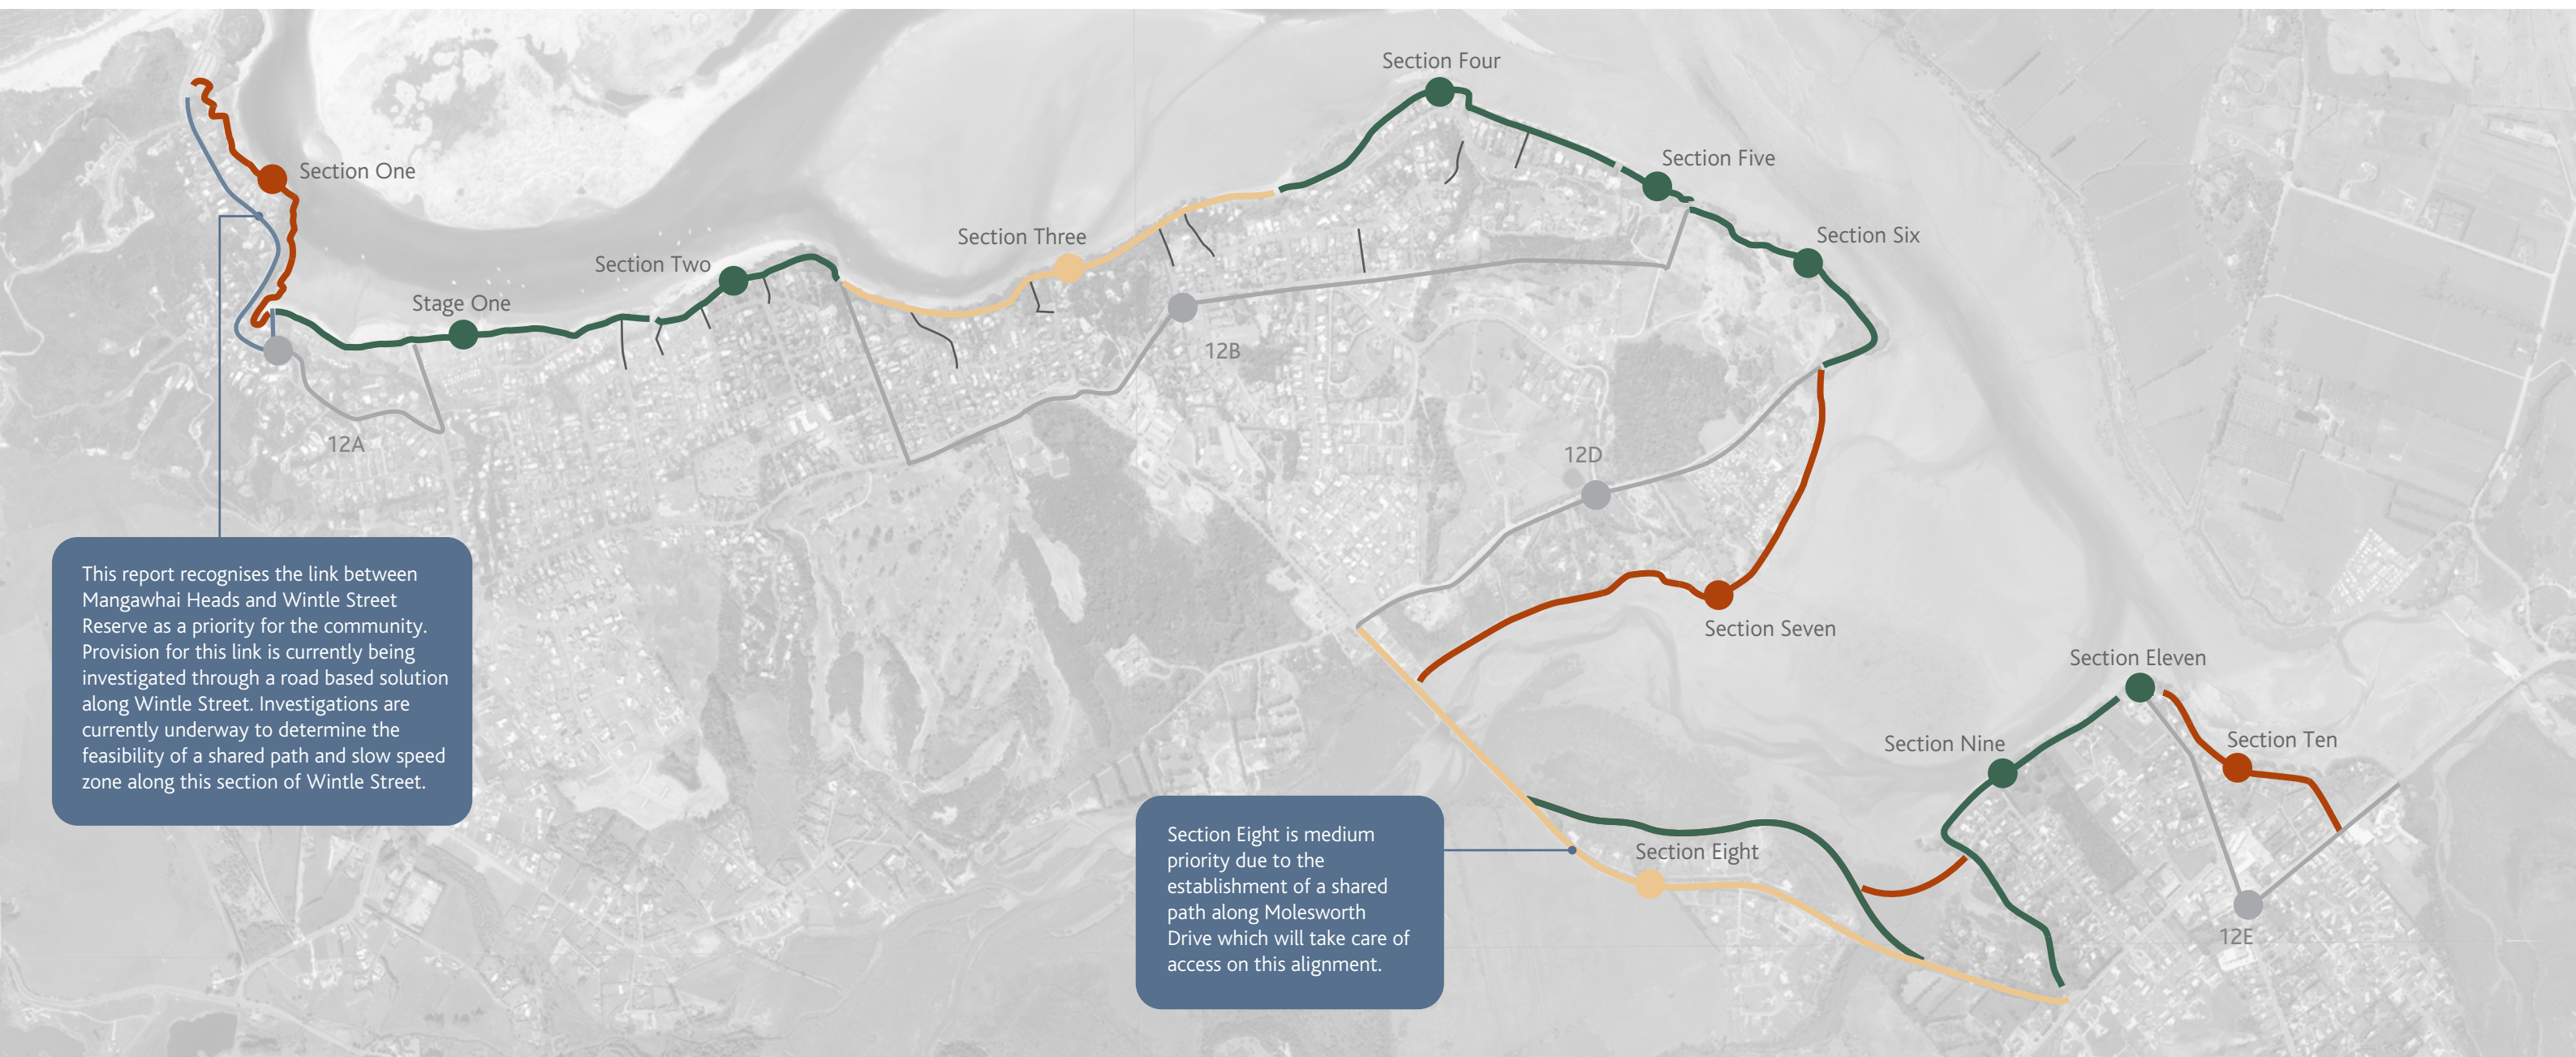 Section Four
Section Five
Section One
Section Six
Section Three
Section Two
Stage One
12B
12A
12D
This report recognises the link between
Mangawhai Heads and Wintle Street
Reserve as a priority for the community.
Provision for this link is currently being
investigated through a road based solution
along Wintle Street. Investigations are
currently underway to determine the
feasibility of a shared path and slow speed
zone along this section of Wintle Street.
Section Seven
Section Eleven
Section Nine
Section Ten
Section Eight is medium
priority due to the
establishment of a shared
path along Molesworth
Drive which will take care of
access on this alignment.
Section Eight
12E